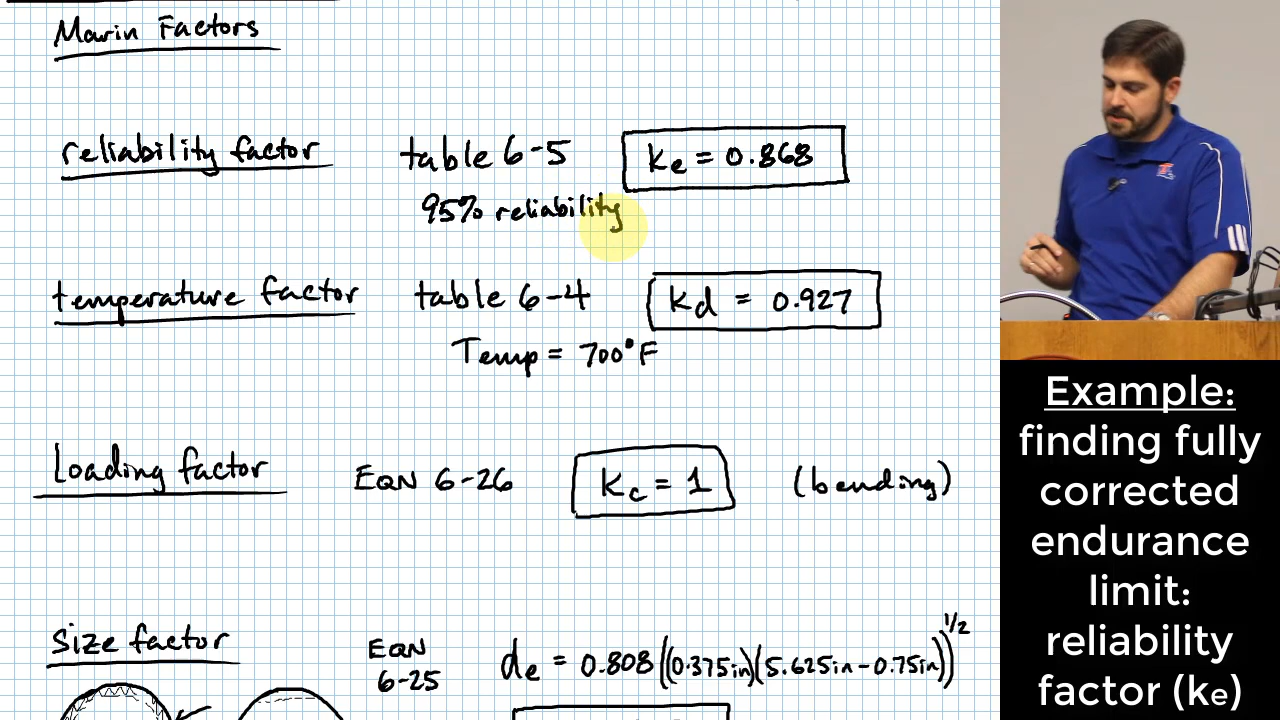 Marin Factors
reliability factor table 6-5 ke = 0.868
95% reliability
temperature factor table 6-4 kd = 0.927
Temp = 700°F
Loading factor EQN 6-26 Kc = 1 (bending)
size factor EQN 6-25 de = 0.808((0.375in)(5.625in-0.75in))^1/2
Example:
finding fully
corrected
endurance
limit:
reliability
factor (ke)